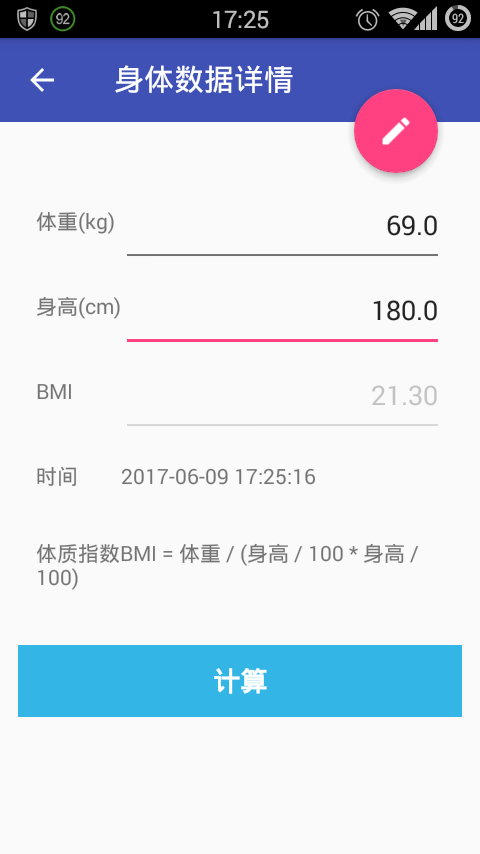 92 17:25 92
身体数据详情
体重(kg) 69.0
身高(cm) 180.0
BMI 21.30
时间 2017-06-09 17:25:16
体质指数BMI = 体重 / (身高 / 100 * 身高 /
100)
计算